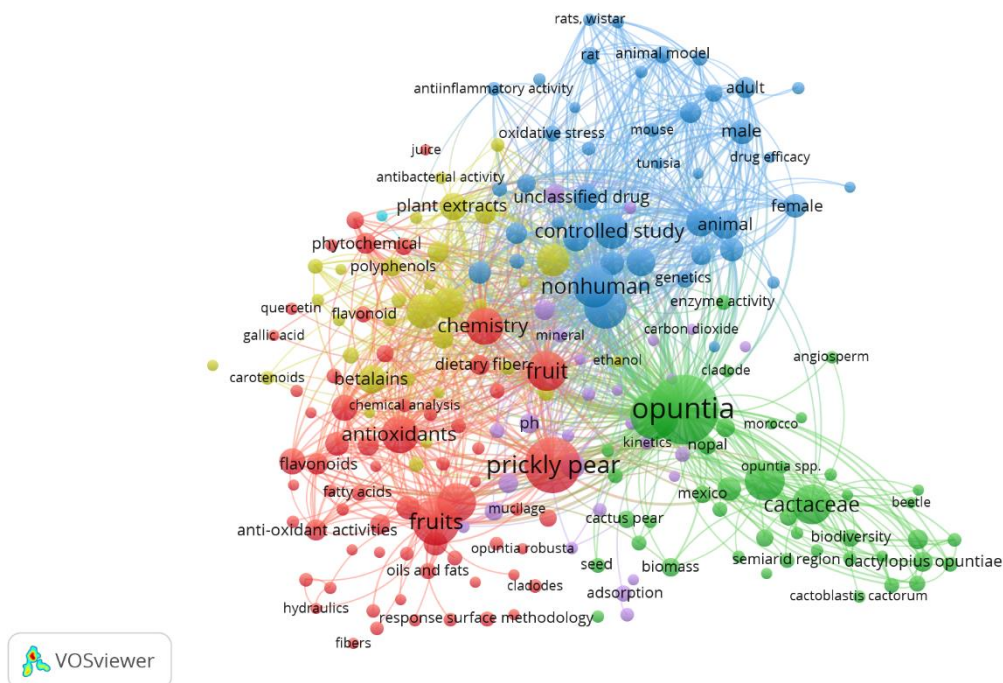 rats, wistar
rat
animal model
adult
antiinflammatory activity
oxidative stress
mouse
male
juice
tunisia
drug efficacy
antibacterial activity
unclassified drug
plant extracts
female
controlled study
animal
phytochemical
polyphenols
nonhuman
genetics
enzyme activity
quercetin
flavonoid
chemistry
mineral
carbon dioxide
gallic acid
dietary fiber
fruit
ethanol
cladode
angiosperm
carotenoids
betalains
chemical analysis
opuntia
ph
morocco
antioxidants
kinetics
nopal
flavonoids
prickly pear
opuntia spp.
fatty acids
mexico
beetle
mucilage
cactaceae
fruits
cactus pear
anti-oxidant activities
biodiversity
opuntia robusta
semiarid region
dactylopius opuntiae
oils and fats
seed
biomass
cladodes
adsorption
cactoblastis cactorum
hydraulics
response surface methodology
fibers
VOSviewer